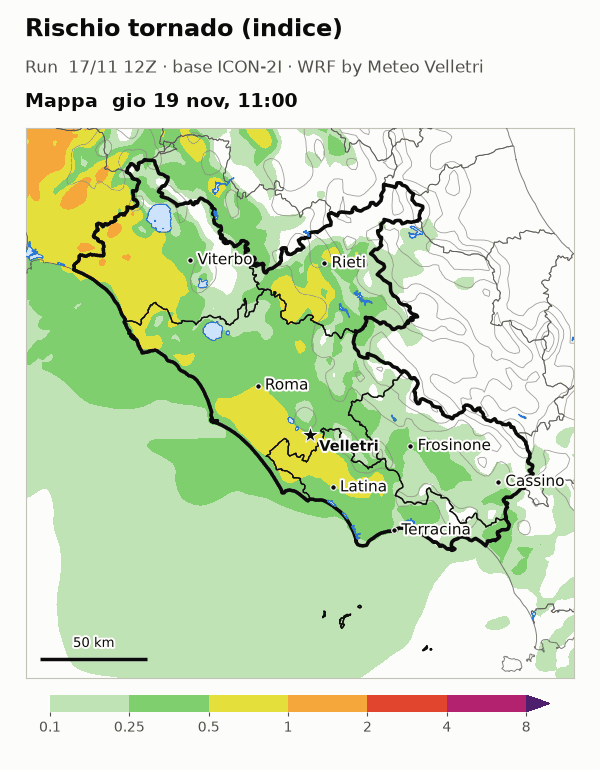 Rischio tornado (indice)
Run  17/11 12Z · base ICON-2I · WRF by Meteo Velletri
Mappa  gio 19 nov, 11:00
Viterbo
Rieti
Roma
Velletri
Frosinone
Cassino
Latina
Terracina
50 km
0.1 0.25 0.5 1 2 4 8